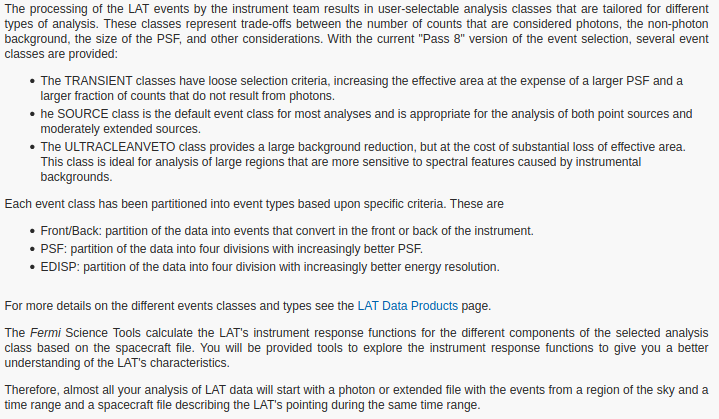 The processing of the LAT events by the instrument team results in user-selectable analysis classes that are tailored for different
types of analysis. These classes represent trade-offs between the number of counts that are considered photons, the non-photon
background, the size of the PSF, and other considerations. With the current "Pass 8" version of the event selection, several event
classes are provided:
• The TRANSIENT classes have loose selection criteria, increasing the effective area at the expense of a larger PSF and a
larger fraction of counts that do not result from photons.
• he SOURCE class is the default event class for most analyses and is appropriate for the analysis of both point sources and
moderately extended sources.
• The ULTRACLEANVETO class provides a large background reduction, but at the cost of substantial loss of effective area.
This class is ideal for analysis of large regions that are more sensitive to spectral features caused by instrumental
backgrounds.
Each event class has been partitioned into event types based upon specific criteria. These are
• Front/Back: partition of the data into events that convert in the front or back of the instrument.
• PSF: partition of the data into four divisions with increasingly better PSF.
• EDISP: partition of the data into four division with increasingly better energy resolution.
For more details on the different events classes and types see the LAT Data Products page.
The Fermi Science Tools calculate the LAT's instrument response functions for the different components of the selected analysis
class based on the spacecraft file. You will be provided tools to explore the instrument response functions to give you a better
understanding of the LAT's characteristics.
Therefore, almost all your analysis of LAT data will start with a photon or extended file with the events from a region of the sky and a
time range and a spacecraft file describing the LAT's pointing during the same time range.